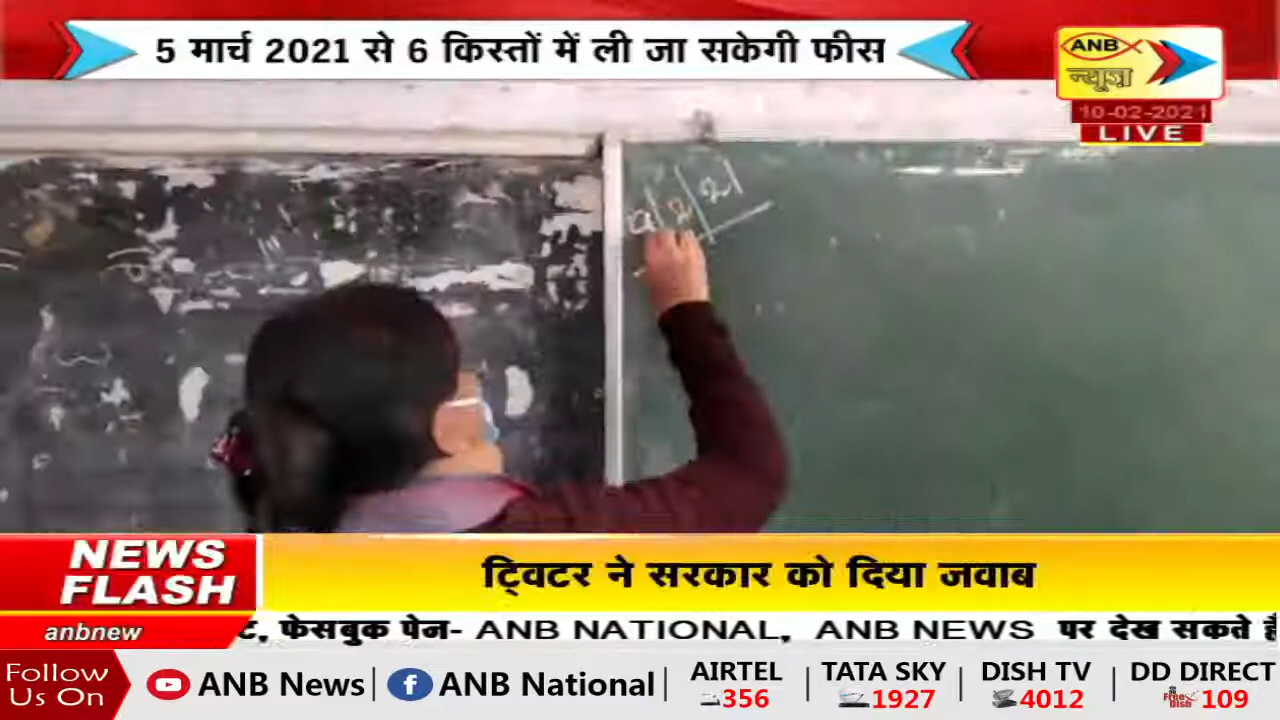 5 मार्च 2021 से 6 किस्तों में ली जा सकेगी फीस
ANB
न्यूज़
10-02-2021
LIVE
NEWS
FLASH
ट्विटर ने सरकार को दिया जवाब
anbnew
ट, फेसबुक पेज- ANB NATIONAL, ANB NEWS पर देख सकते है
Follow
Us On
ANB News
ANB National
AIRTEL
356
TATA SKY
1927
DISH TV
4012
DD DIRECT
Free Dish 109